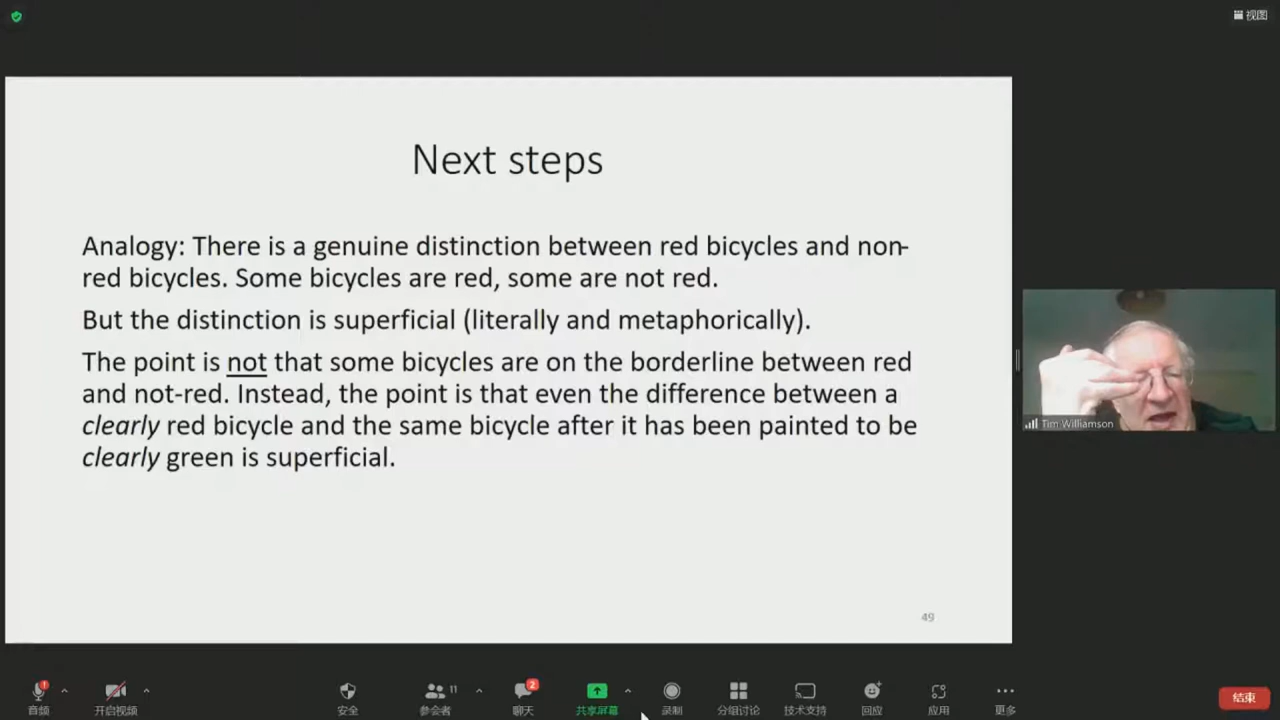 视图
Next steps
Analogy: There is a genuine distinction between red bicycles and non-
red bicycles. Some bicycles are red, some are not red.
But the distinction is superficial (literally and metaphorically).
The point is not that some bicycles are on the borderline between red
and not-red. Instead, the point is that even the difference between a
clearly red bicycle and the same bicycle after it has been painted to be
clearly green is superficial.
49
Tim Williamson
11
2
音频
开启视频
安全
参会者
聊天
共享屏幕
录制
分组讨论
技术支持
回应
应用
更多
结束